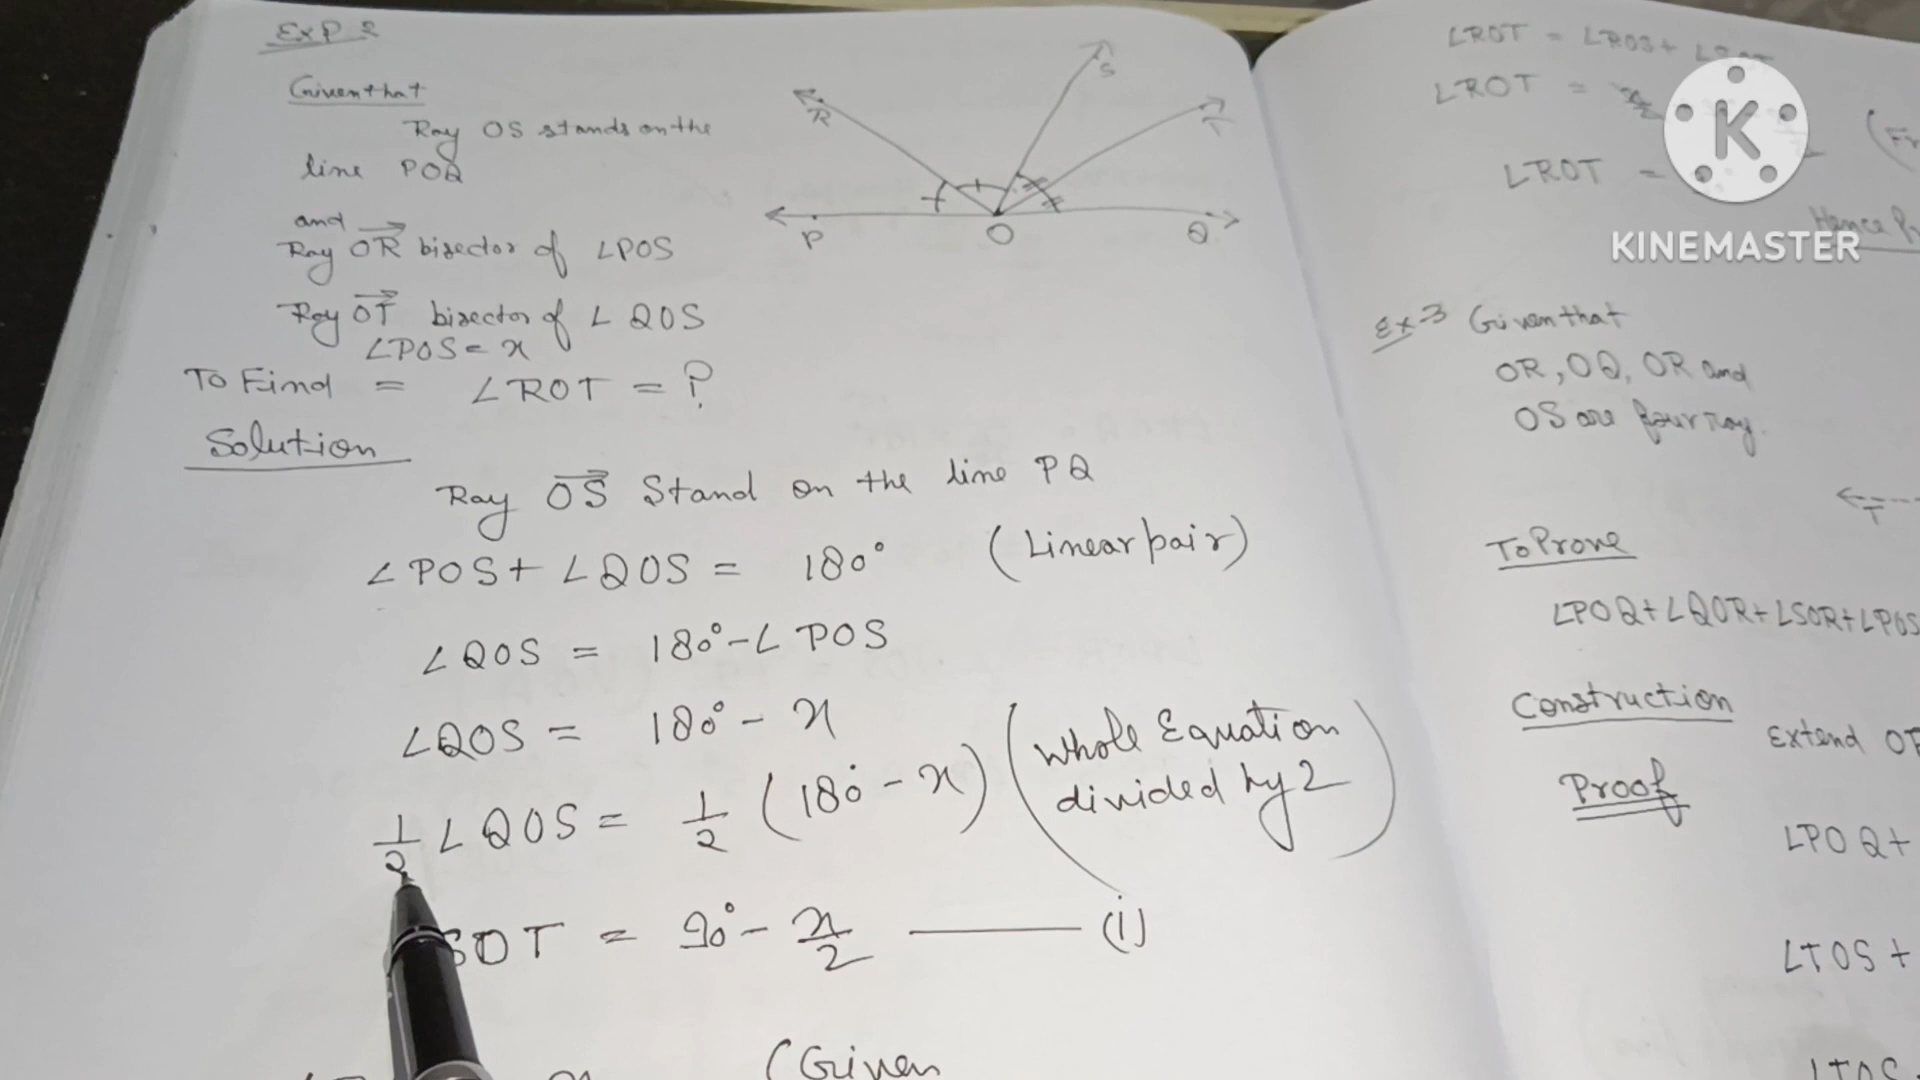 Exp 2
Given that
Ray OS stands on the
line POQ
and
Ray OR bisector of ∠POS
Ray OT bisector of ∠QOS
∠POS = x
To Find = ∠ROT = ?
Solution
Ray OS Stand on the line PQ
∠POS + ∠QOS = 180° (Linear pair)
∠QOS = 180° - ∠POS
∠QOS = 180° - x
1/2 ∠QOS = 1/2 (180° - x) (Whole Equation
divided by 2)
SOT = 90° - x/2 (i)
(Given
R
S
T
P
O
Q
∠ROT = ∠ROS +
∠ROT =
∠ROT =
Hence
K
KINEMASTER
Ex-3 Given that
OR, OQ, OR and
OS are four ray.
T
To Prove
∠POQ + ∠QOR + ∠SOR + ∠POS
Construction
Extend
Proof
∠POQ +
∠TOS +